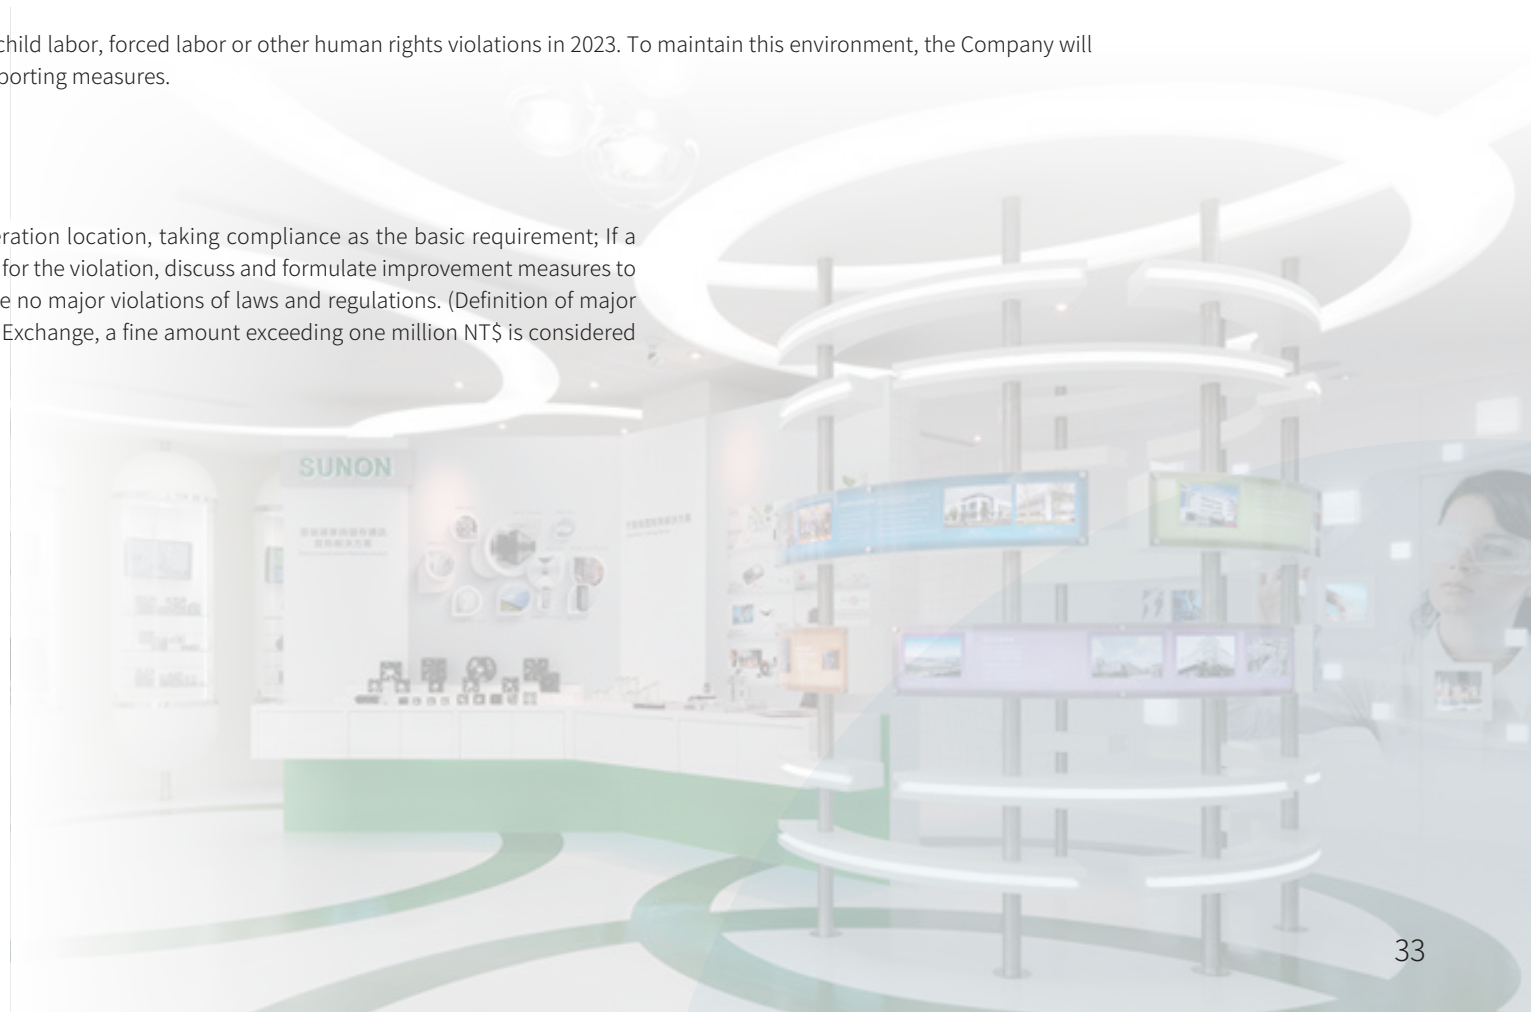 child labor, forced labor or other human rights violations in 2023. To maintain this environment, the Company will
porting measures.
eration location, taking compliance as the basic requirement; If a
for the violation, discuss and formulate improvement measures to
e no major violations of laws and regulations. (Definition of major
Exchange, a fine amount exceeding one million NT$ is considered
SUNON
33